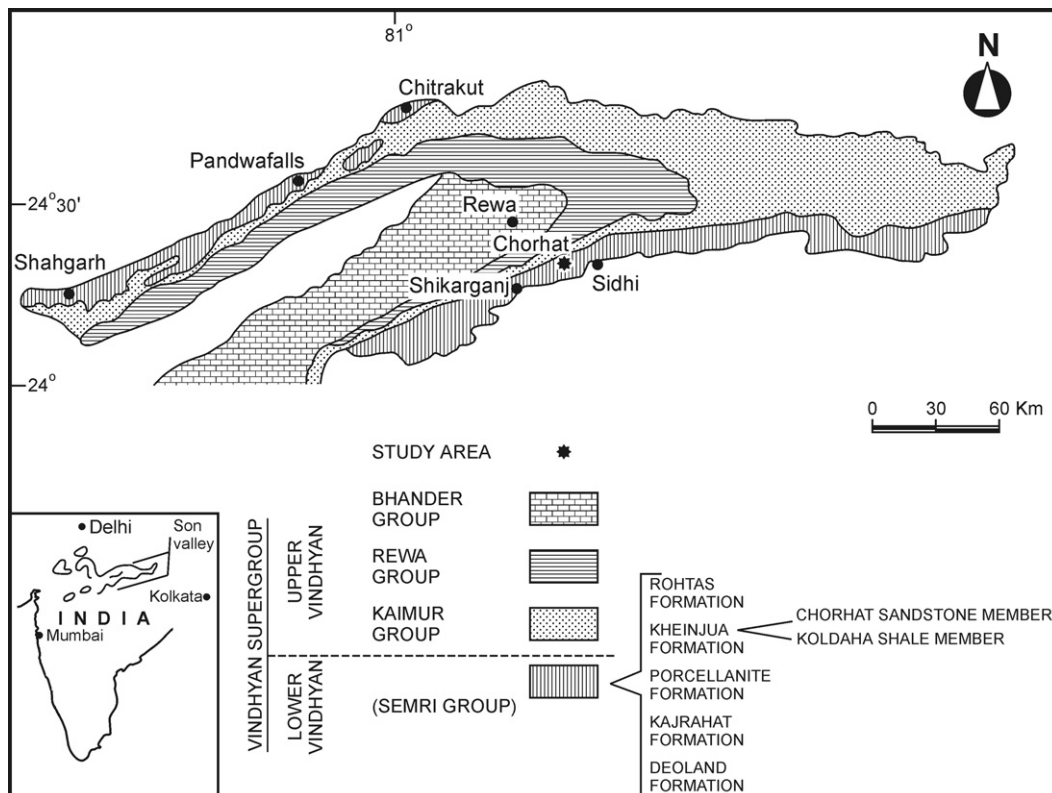 81°
N
Chitrakut
Pandwafalls
24°30'
Rewa
Chorhat
Shahgarh
Shikarganj
Sidhi
24°
0 30 60 Km
STUDY AREA
BHANDER
GROUP
REWA
GROUP
KAIMUR
GROUP
(SEMRI GROUP)
VINDHYAN SUPERGROUP
UPPER
VINDHYAN
LOWER
VINDHYAN
ROHTAS
FORMATION
KHEINJUA
FORMATION
PORCELLANITE
FORMATION
KAJRAHAT
FORMATION
DEOLAND
FORMATION
CHORHAT SANDSTONE MEMBER
KOLDAHA SHALE MEMBER
Delhi
Son
valley
Kolkata
INDIA
Mumbai